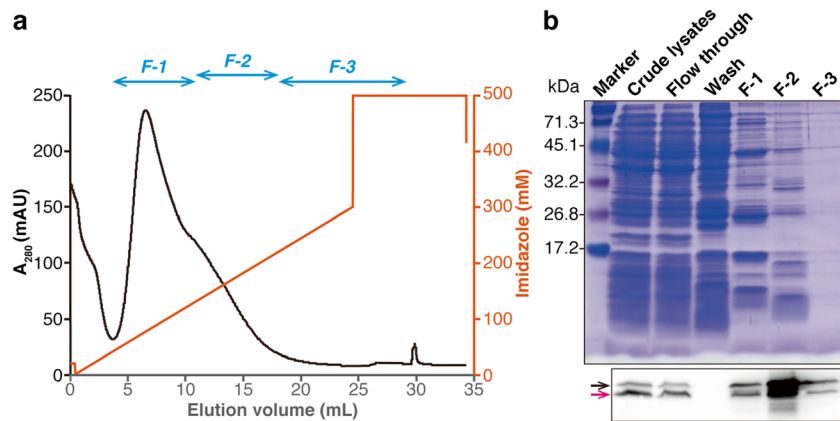 a
F-1 F-2 F-3
250 500
200 400
150 300
100 200
50 100
0 0
A280 (mAU)
Imidazole (mM)
0 5 10 15 20 25 30 35
Elution volume (mL)
b
kDa Marker Crude lysates Flow through Wash F-1 F-2 F-3
71.3
45.1
32.2
26.8
17.2